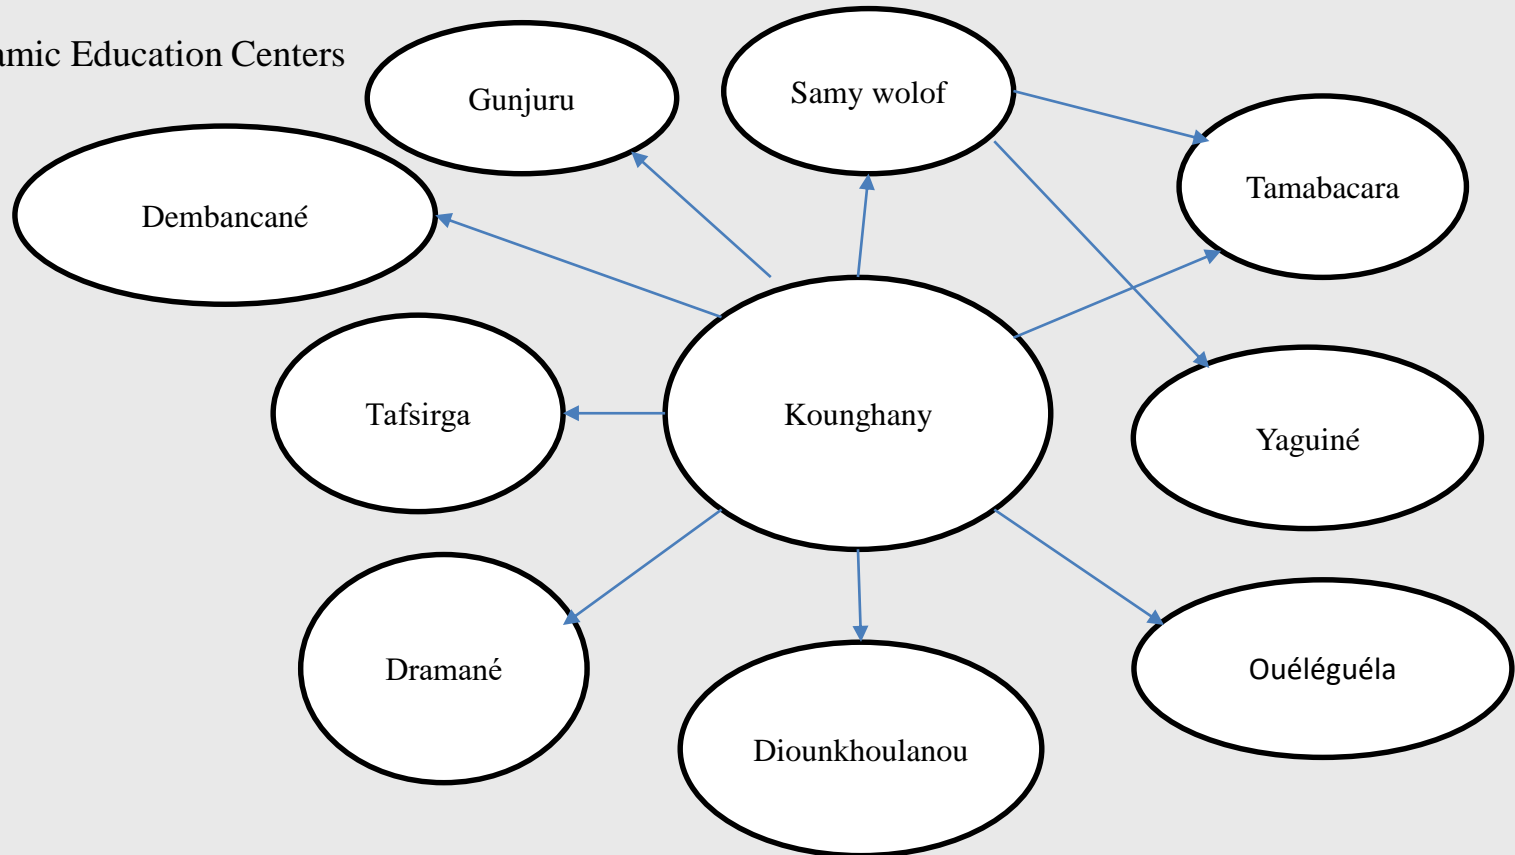 amic Education Centers
Gunjuru
Samy wolof
Tamabacara
Dembancané
Tafsirga
Kounghany
Yaguiné
Dramané
Diounkhoulanou
Ouéléguéla